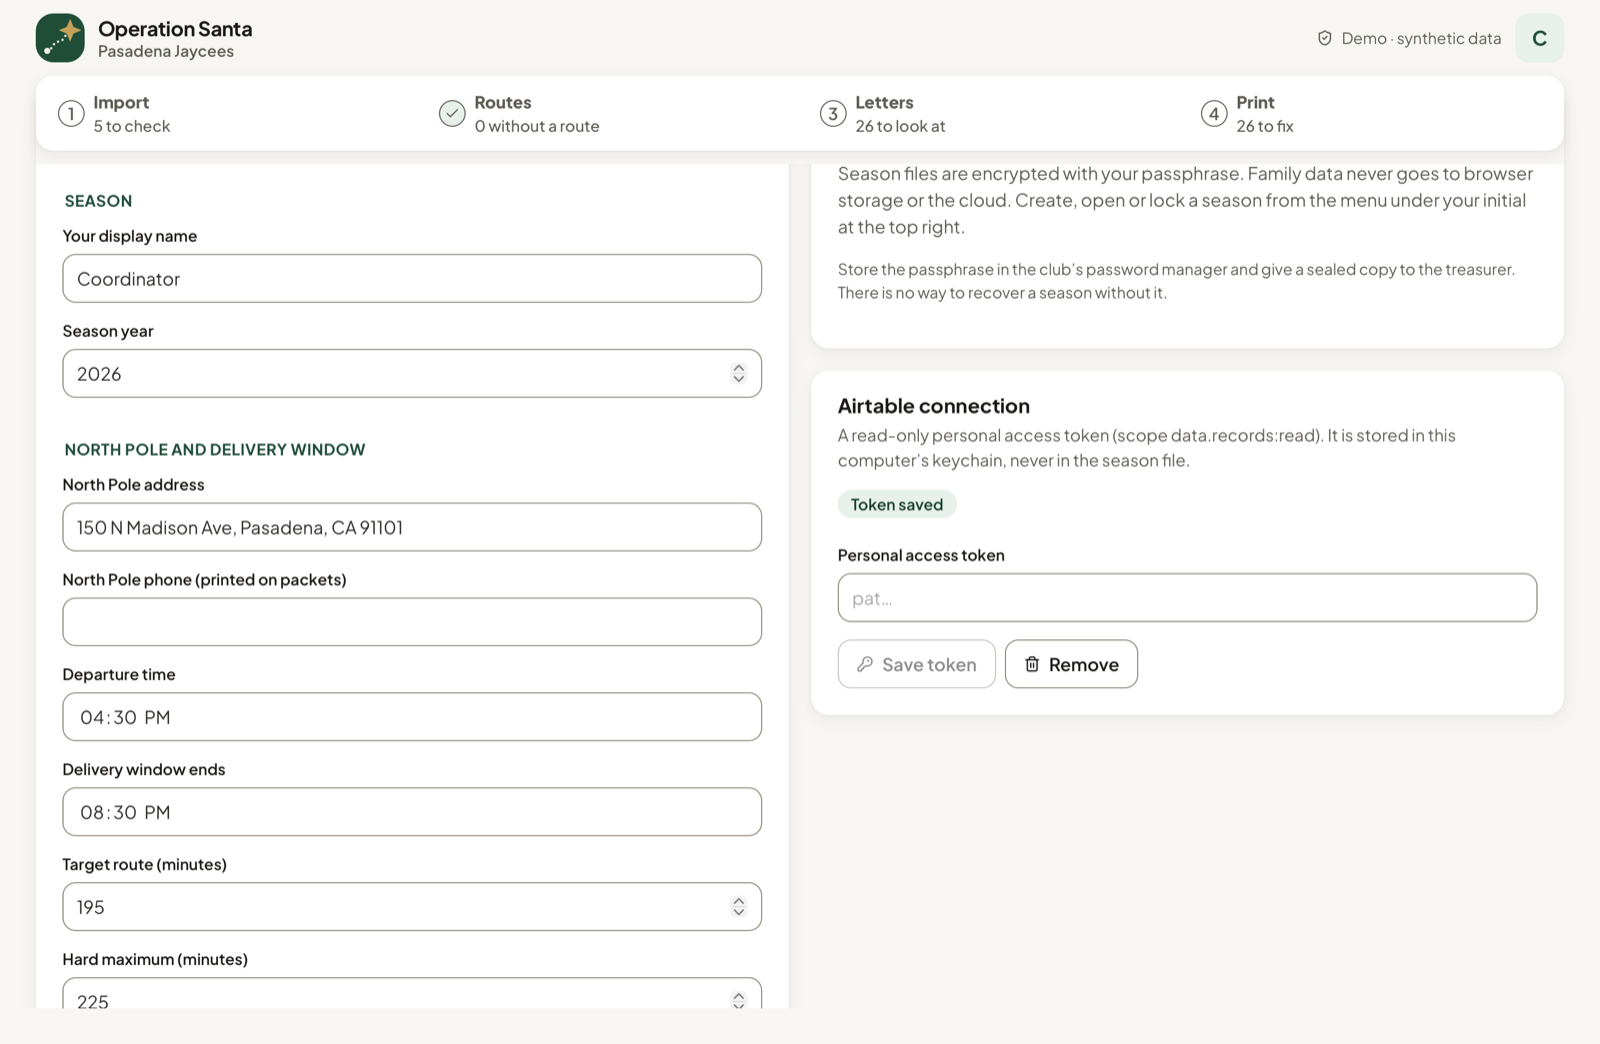 Operation Santa
Pasadena Jaycees
Demo · synthetic data
C
1
Import
5 to check
Routes
0 without a route
3
Letters
26 to look at
4
Print
26 to fix
SEASON
Your display name
Coordinator
Season year
2026
NORTH POLE AND DELIVERY WINDOW
North Pole address
150 N Madison Ave, Pasadena, CA 91101
North Pole phone (printed on packets)
Departure time
04:30 PM
Delivery window ends
08:30 PM
Target route (minutes)
195
Hard maximum (minutes)
225
Season files are encrypted with your passphrase. Family data never goes to browser
storage or the cloud. Create, open or lock a season from the menu under your initial
at the top right.
Store the passphrase in the club's password manager and give a sealed copy to the treasurer.
There is no way to recover a season without it.
Airtable connection
A read-only personal access token (scope data.records:read). It is stored in this
computer's keychain, never in the season file.
Token saved
Personal access token
pat…
Save token
Remove